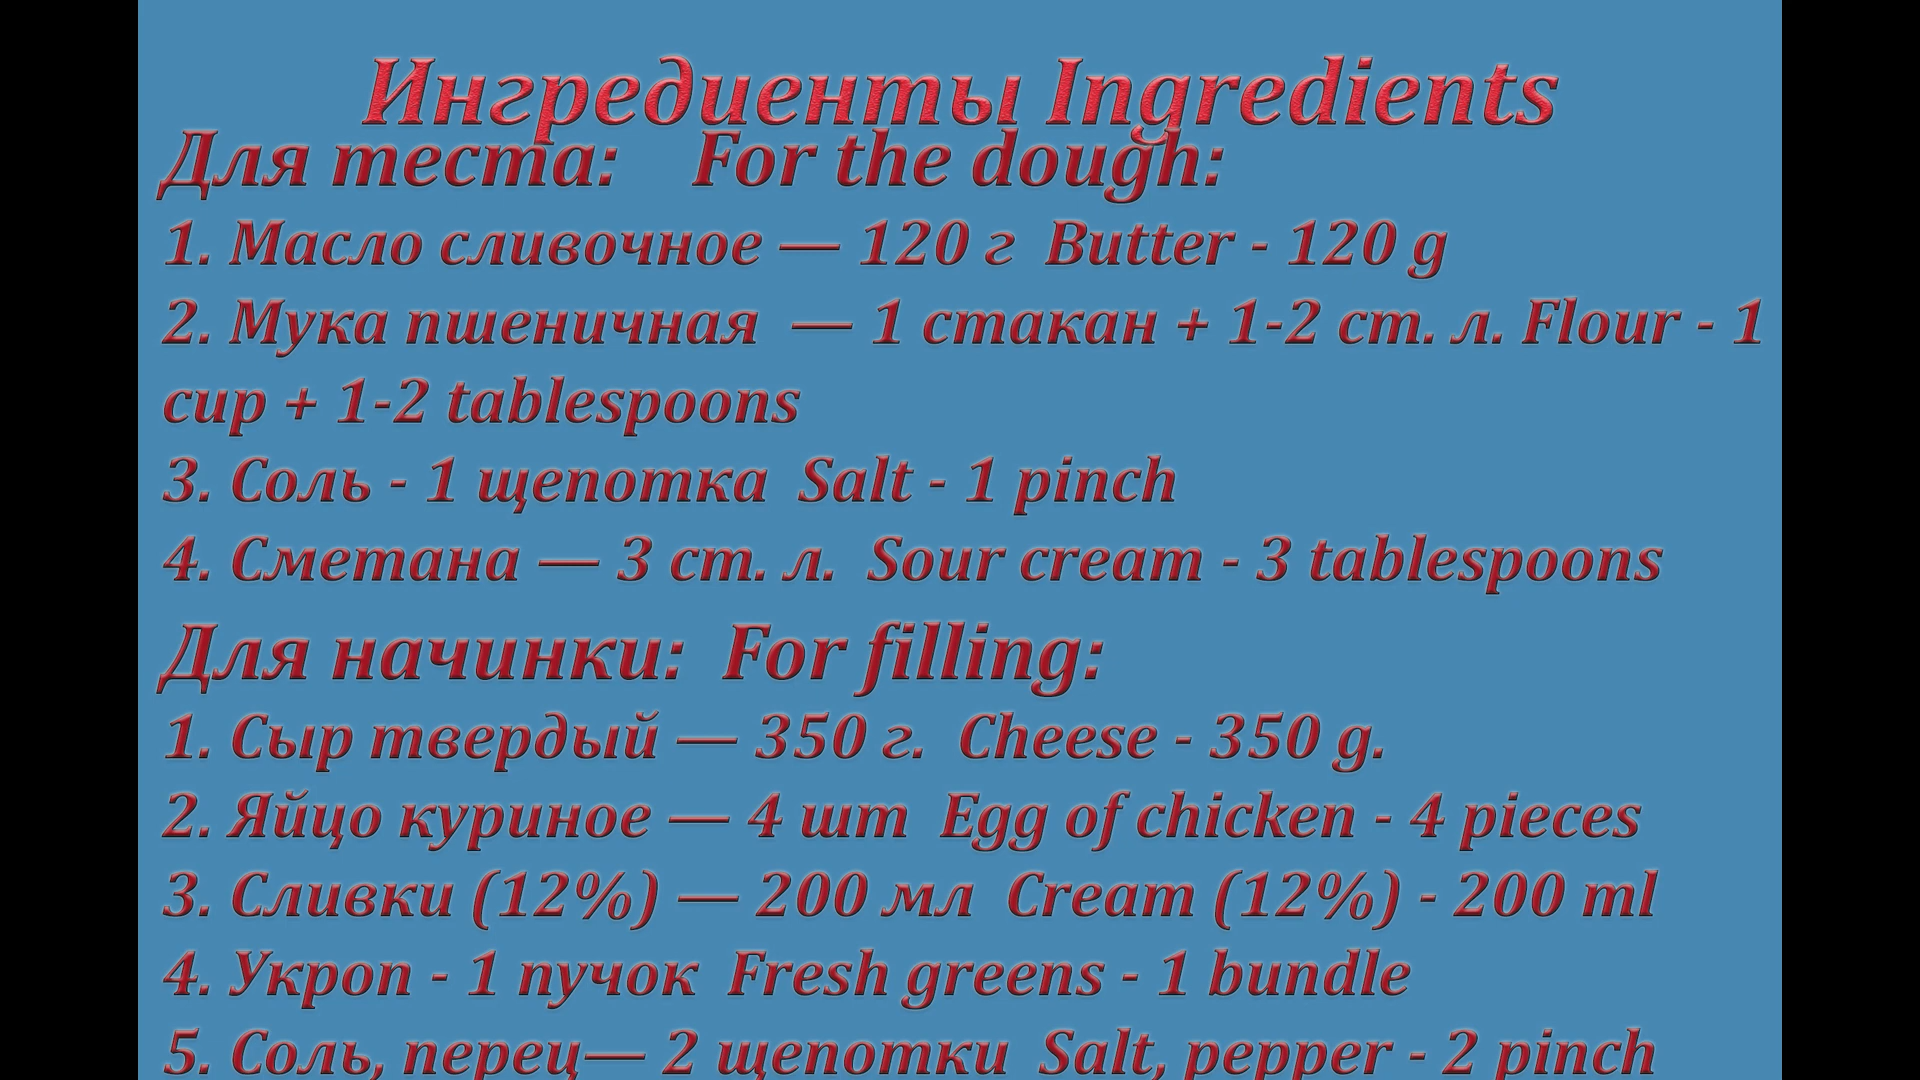 Ингредиенты Ingredients
Для теста: For the dough:
1. Масло сливочное — 120 г Butter - 120 g
2. Мука пшеничная — 1 стакан + 1-2 ст. л. Flour - 1
cup + 1-2 tablespoons
3. Соль - 1 щепотка Salt - 1 pinch
4. Сметана — 3 ст. л. Sour cream - 3 tablespoons
Для начинки: For filling:
1. Сыр твердый — 350 г. Cheese - 350 g.
2. Яйцо куриное — 4 шт Egg of chicken - 4 pieces
3. Сливки (12%) — 200 мл Cream (12%) - 200 ml
4. Укроп - 1 пучок Fresh greens - 1 bundle
5. Соль, перец— 2 щепотки Salt, pepper - 2 pinch